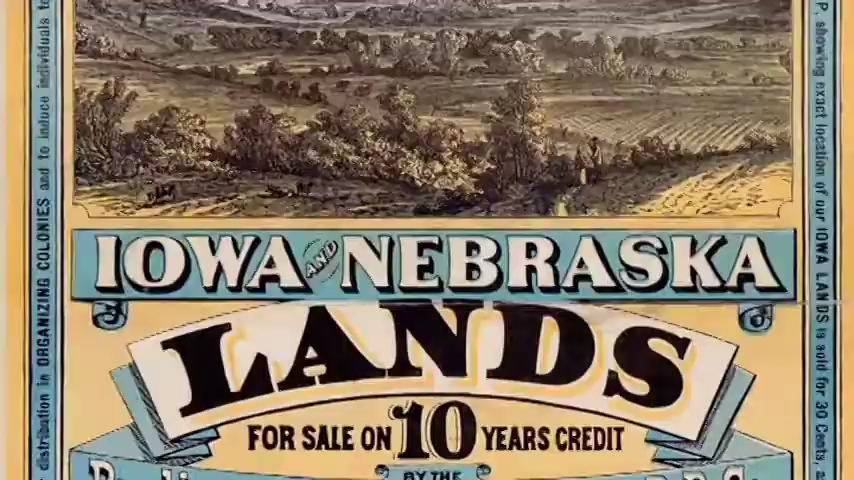 distribution in ORGANIZING COLONIES and to induce individuals
IOWA AND NEBRASKA
LANDS
FOR SALE ON 10 YEARS CREDIT
BY THE
showing exact location of our IOWA LANDS is sold for 30 Cents,